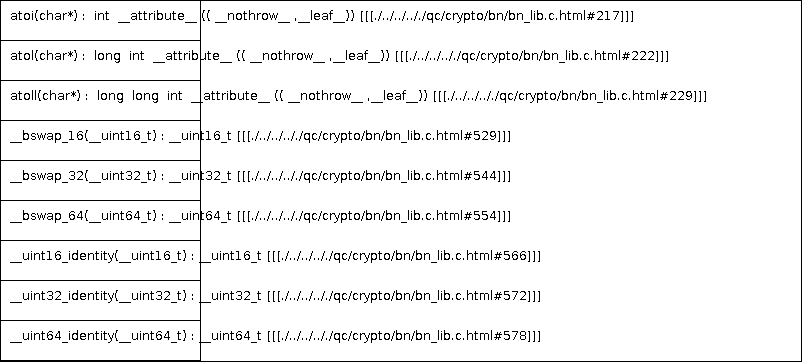 atoi(char*) : int __attribute__ (( __nothrow__ ,__leaf__)) [[[./../../../../qc/crypto/bn/bn_lib.c.html#217]]]
atol(char*) : long int __attribute__ (( __nothrow__ ,__leaf__)) [[[./../../../../qc/crypto/bn/bn_lib.c.html#222]]]
atoll(char*) : long long int __attribute__ (( __nothrow__ ,__leaf__)) [[[./../../../../qc/crypto/bn/bn_lib.c.html#229]]]
__bswap_16(__uint16_t) : __uint16_t [[[./../../../../qc/crypto/bn/bn_lib.c.html#529]]]
__bswap_32(__uint32_t) : __uint32_t [[[./../../../../qc/crypto/bn/bn_lib.c.html#544]]]
__bswap_64(__uint64_t) : __uint64_t [[[./../../../../qc/crypto/bn/bn_lib.c.html#554]]]
__uint16_identity(__uint16_t) : __uint16_t [[[./../../../../qc/crypto/bn/bn_lib.c.html#566]]]
__uint32_identity(__uint32_t) : __uint32_t [[[./../../../../qc/crypto/bn/bn_lib.c.html#572]]]
__uint64_identity(__uint64_t) : __uint64_t [[[./../../../../qc/crypto/bn/bn_lib.c.html#578]]]